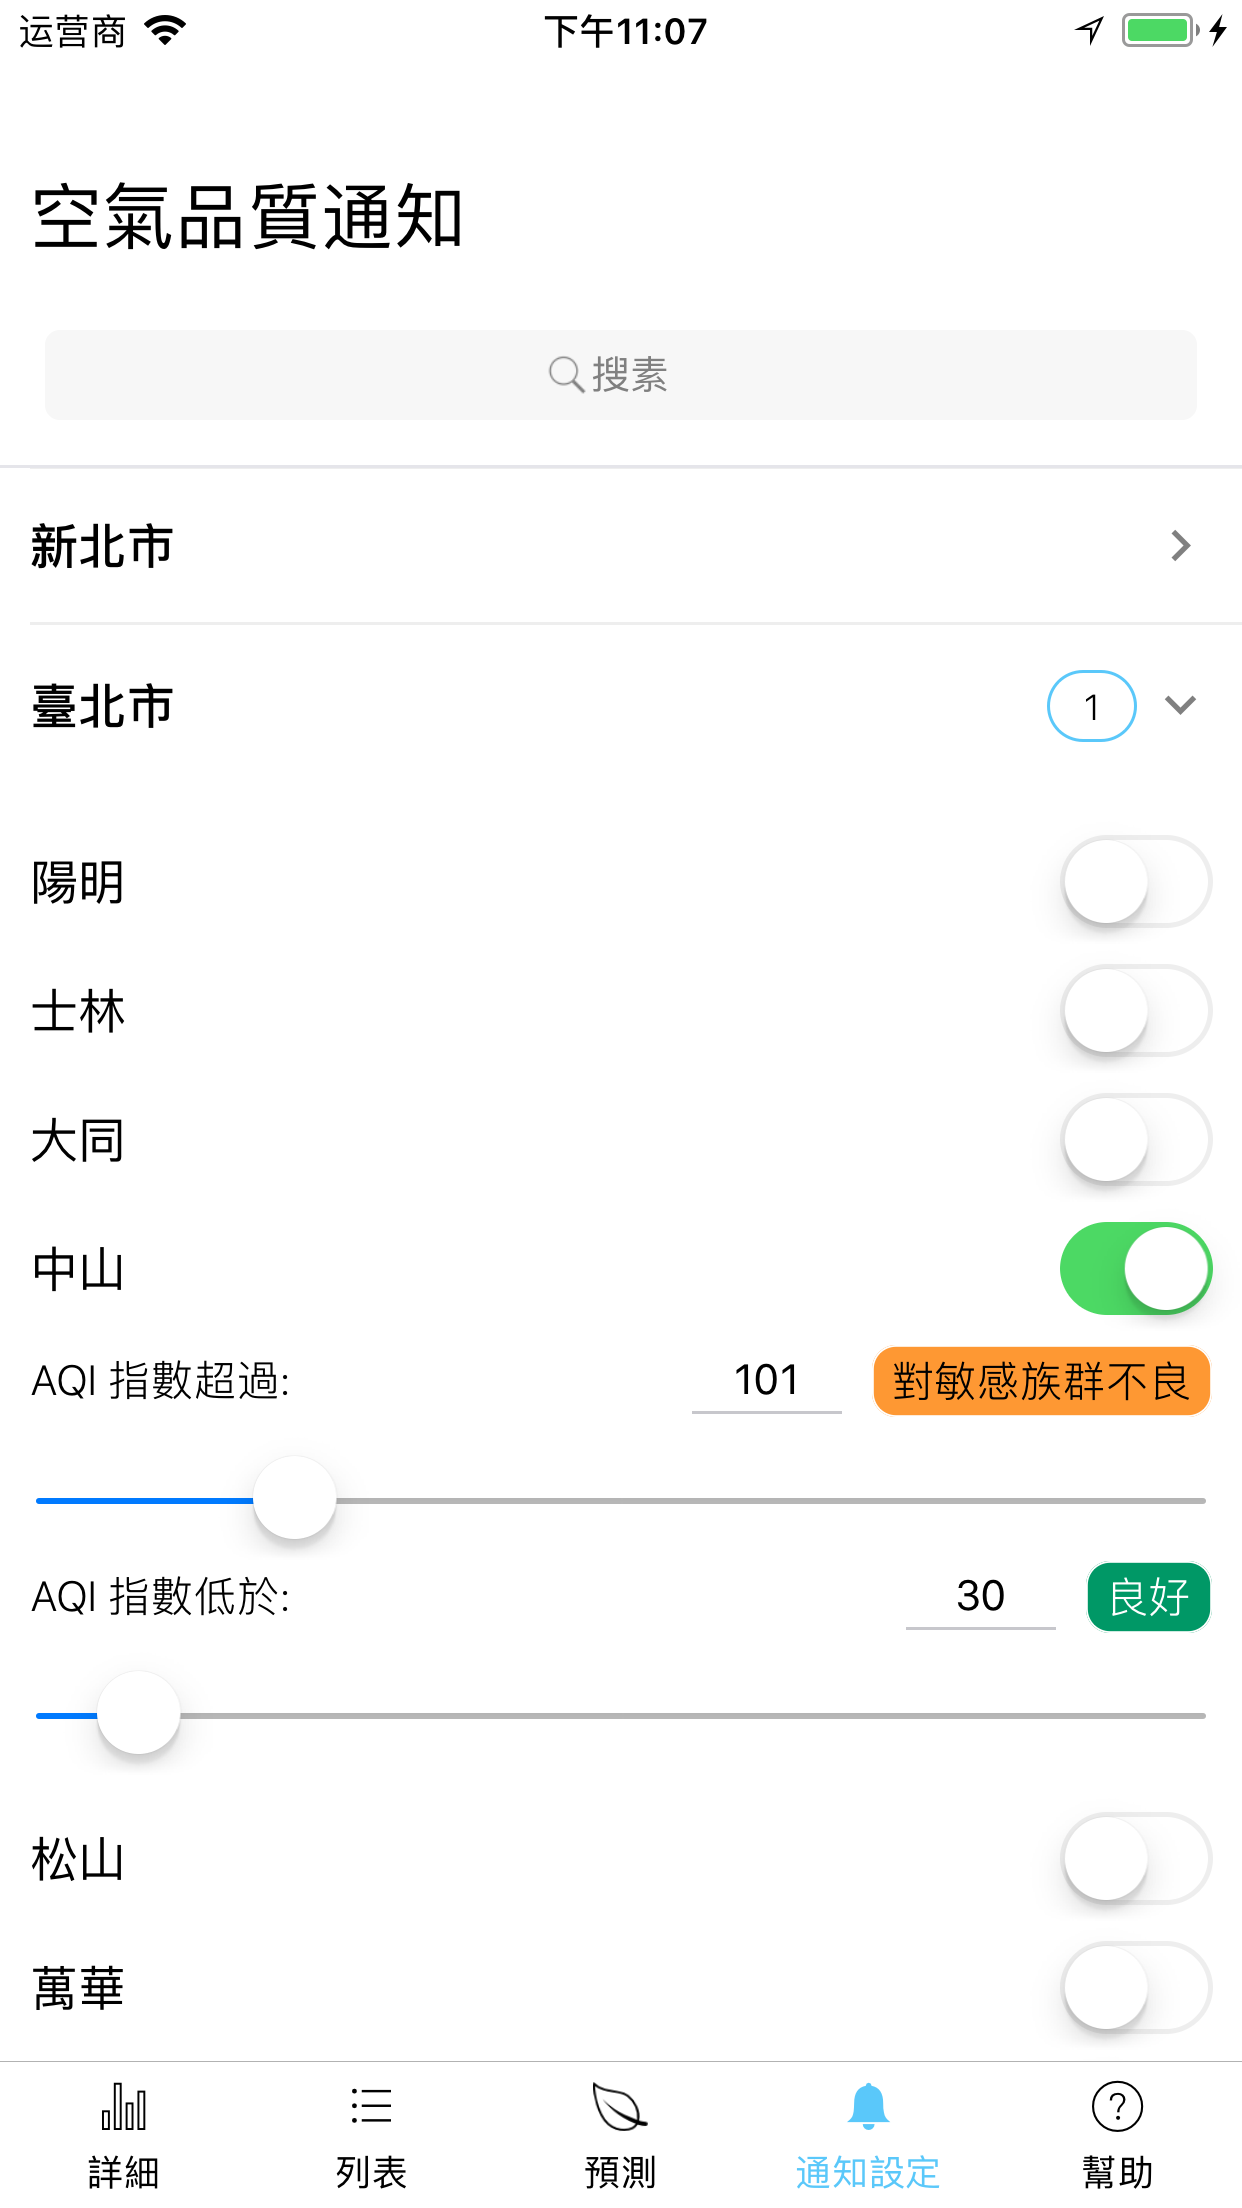 运营商 下午11:07
空氣品質通知
搜素
新北市
臺北市 1
陽明
士林
大同
中山
AQI 指數超過: 101 對敏感族群不良
AQI 指數低於: 30 良好
松山
萬華
詳細 列表 預測 通知設定 幫助